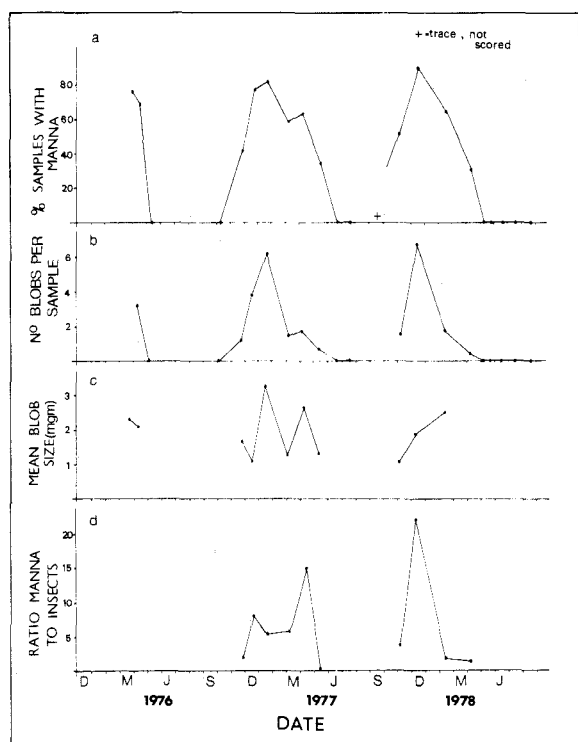 a
+ =trace, not
scored
% SAMPLES WITH
MANNA
80
60
40
20
b
Nº BLOBS PER
SAMPLE
6
4
2
c
MEAN BLOB
SIZE(mgm)
3
2
1
d
RATIO MANNA
TO INSECTS
20
15
10
5
D M J S D M J S D M J
1976 1977 1978
DATE